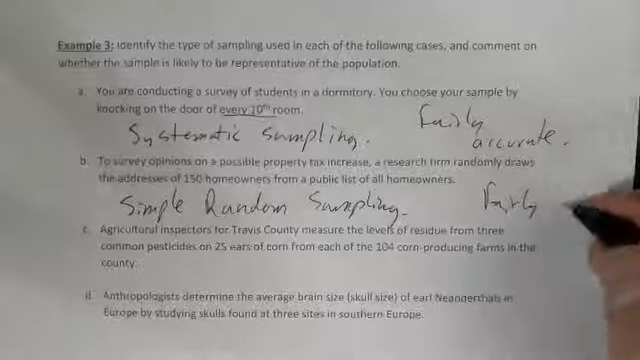 Example 3: Identify the type of sampling used in each of the following cases, and comment on
whether the sample is likely to be representative of the population.
a. You are conducting a survey of students in a dormitory. You choose your sample by
knocking on the door of every 10th room.
Fairly
accurate.
Systematic Sampling.
b. To survey opinions on a possible property tax increase, a research firm randomly draws
the addresses of 150 homeowners from a public list of all homeowners.
Simple Random Sampling. Fairly
c. Agricultural inspectors for Travis County measure the levels of residue from three
common pesticides on 25 ears of corn from each of the 104 corn-producing farms in the
county.
d. Anthropologists determine the average brain size (skull size) of earl Neanderthals in
Europe by studying skulls found at three sites in southern Europe.